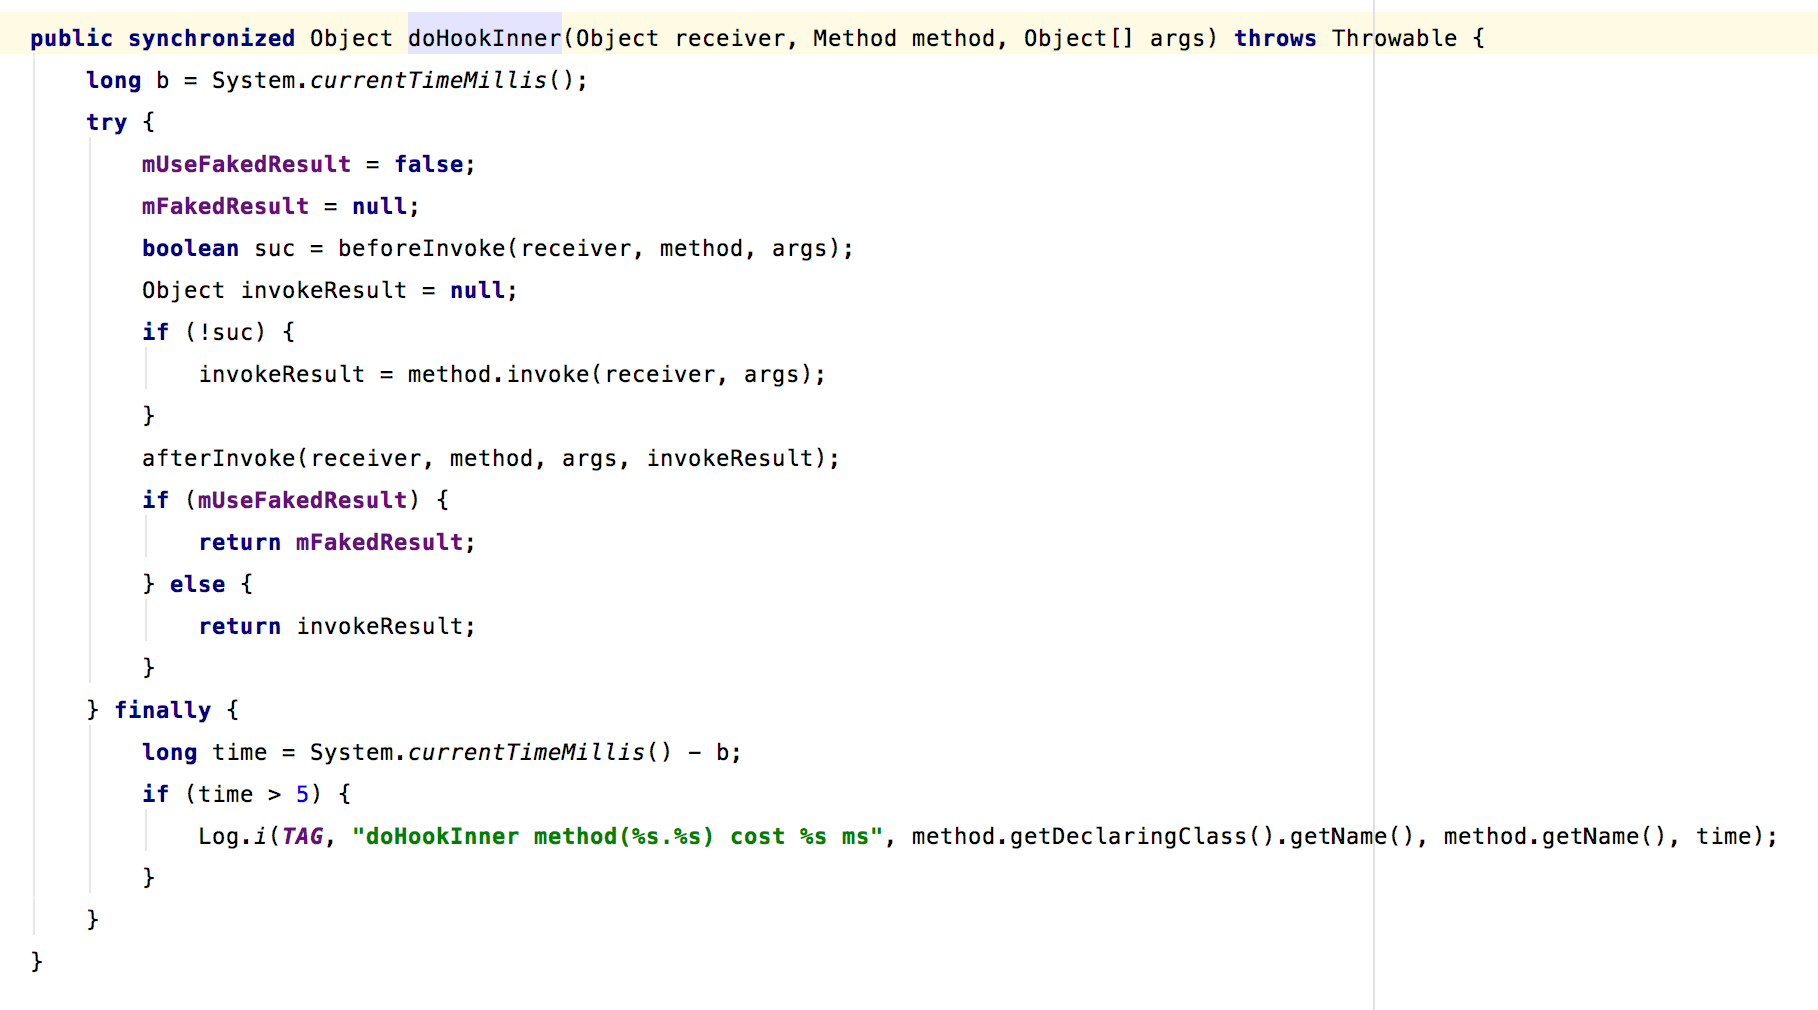 public synchronized Object doHookInner(Object receiver, Method method, Object[] args) throws Throwable {
    long b = System.currentTimeMillis();
    try {
        mUseFakedResult = false;
        mFakedResult = null;
        boolean suc = beforeInvoke(receiver, method, args);
        Object invokeResult = null;
        if (!suc) {
            invokeResult = method.invoke(receiver, args);
        }
        afterInvoke(receiver, method, args, invokeResult);
        if (mUseFakedResult) {
            return mFakedResult;
        } else {
            return invokeResult;
        }
    } finally {
        long time = System.currentTimeMillis() - b;
        if (time > 5) {
            Log.i(TAG, "doHookInner method(%s.%s) cost %s ms", method.getDeclaringClass().getName(), method.getName(), time);
        }
    }
}